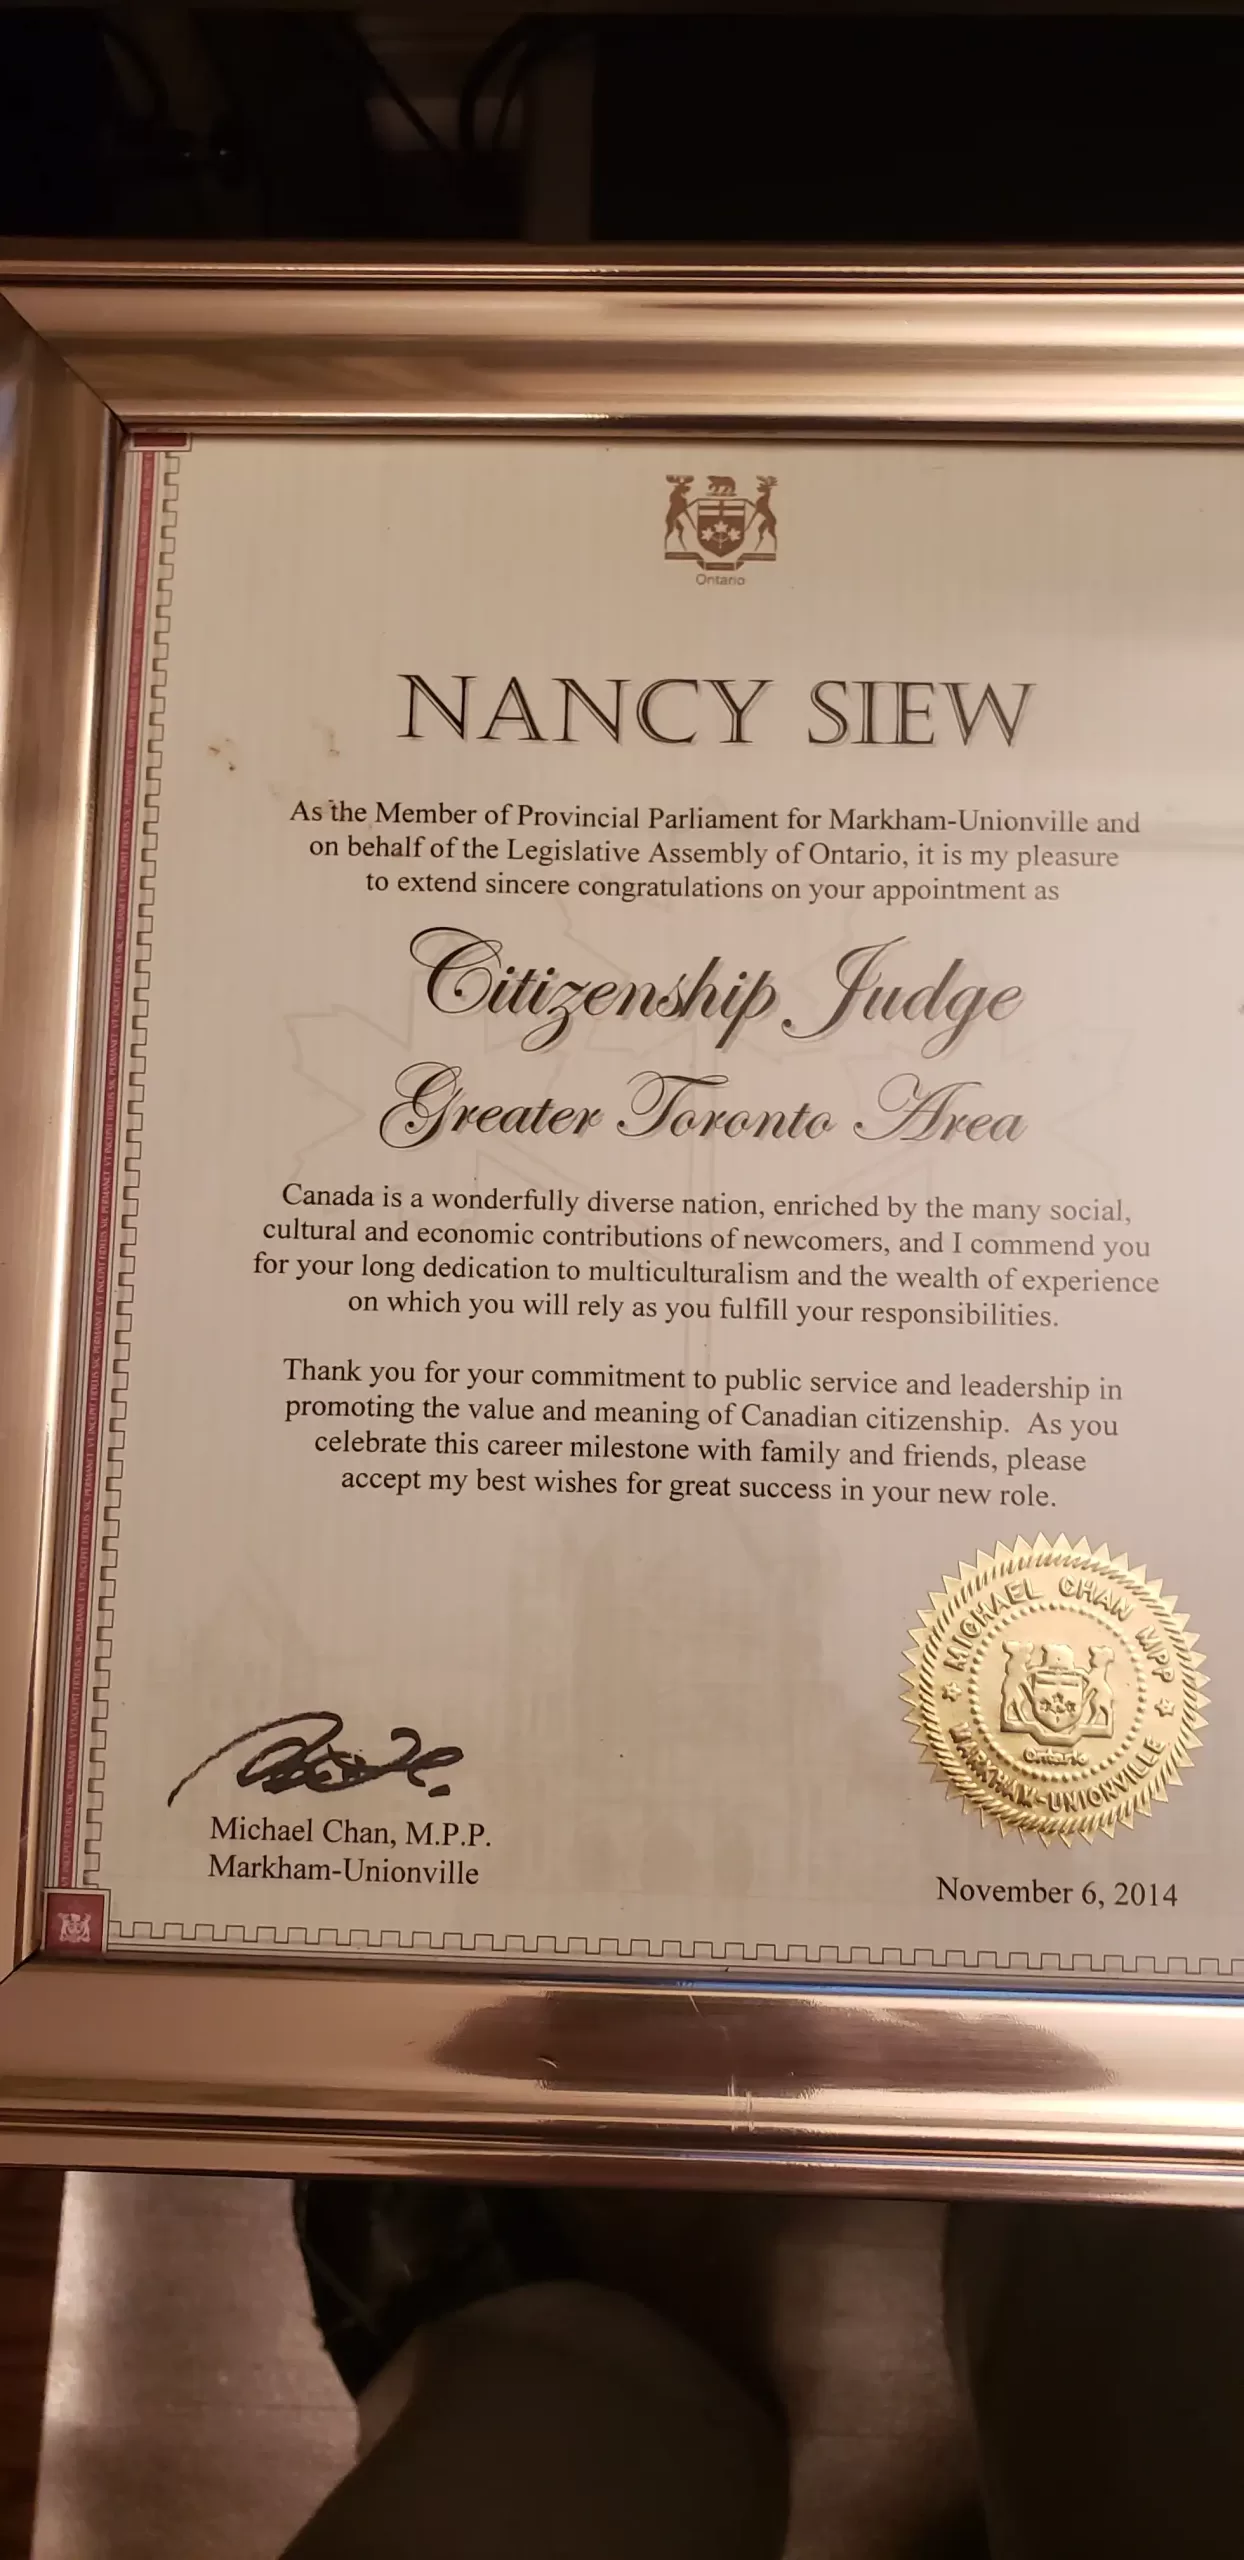 Ontario
NANCY SIEW
As the Member of Provincial Parliament for Markham-Unionville and
on behalf of the Legislative Assembly of Ontario, it is my pleasure
to extend sincere congratulations on your appointment as
Citizenship Judge
Greater Toronto Area
Canada is a wonderfully diverse nation, enriched by the many social,
cultural and economic contributions of newcomers, and I commend you
for your long dedication to multiculturalism and the wealth of experience
on which you will rely as you fulfill your responsibilities.
Thank you for your commitment to public service and leadership in
promoting the value and meaning of Canadian citizenship. As you
celebrate this career milestone with family and friends, please
accept my best wishes for great success in your new role.
MICHAEL CHAN MPP
Ontario
MARKHAM-UNIONVILLE
Michael Chan, M.P.P.
Markham-Unionville
November 6, 2014